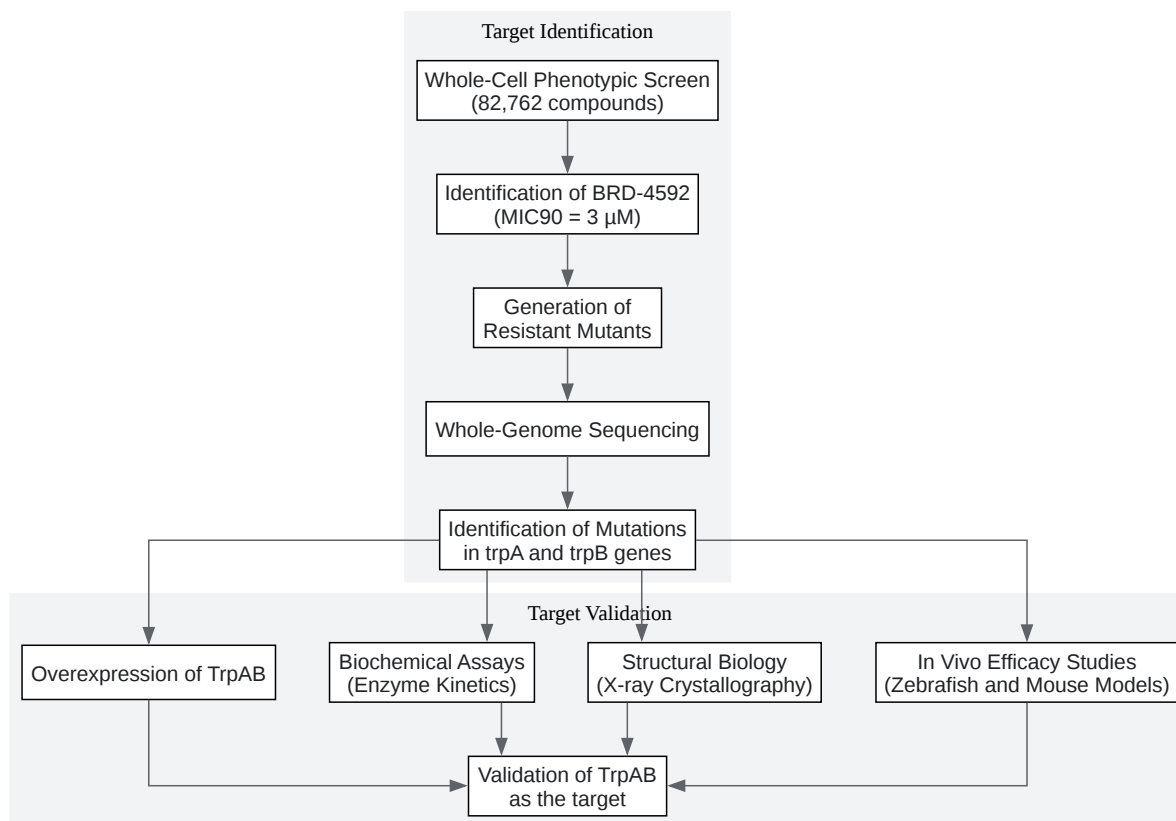 Target Identification
Whole-Cell Phenotypic Screen
(82,762 compounds)
Identification of BRD-4592
(MIC90 = 3 µM)
Generation of
Resistant Mutants
Whole-Genome Sequencing
Identification of Mutations
in trpA and trpB genes
Target Validation
Overexpression of TrpAB
Biochemical Assays
(Enzyme Kinetics)
Structural Biology
(X-ray Crystallography)
In Vivo Efficacy Studies
(Zebrafish and Mouse Models)
Validation of TrpAB
as the target